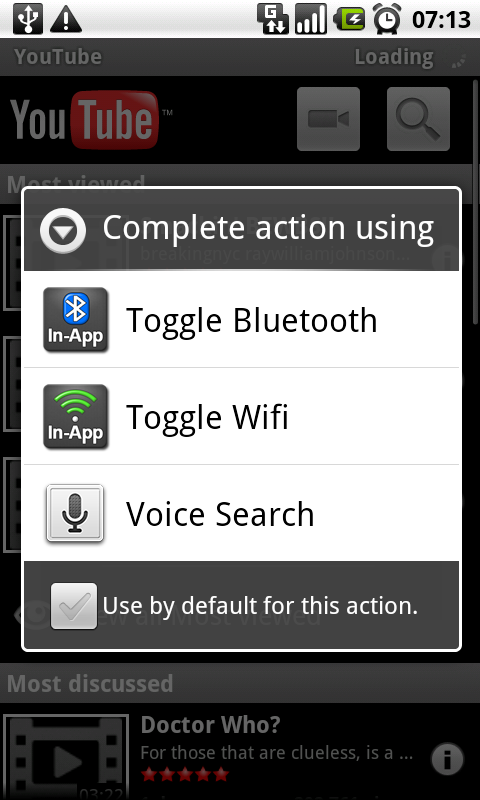 G
07:13
YouTube
Loading
YouTube™
Most viewed
Complete action using
breakingnyc raywilliamjohnson...
In-App
Toggle Bluetooth
In-App
Toggle Wifi
Voice Search
Use by default for this action.
View all Most viewed
Most discussed
Doctor Who?
For those that are clueless, is a ...
03:22